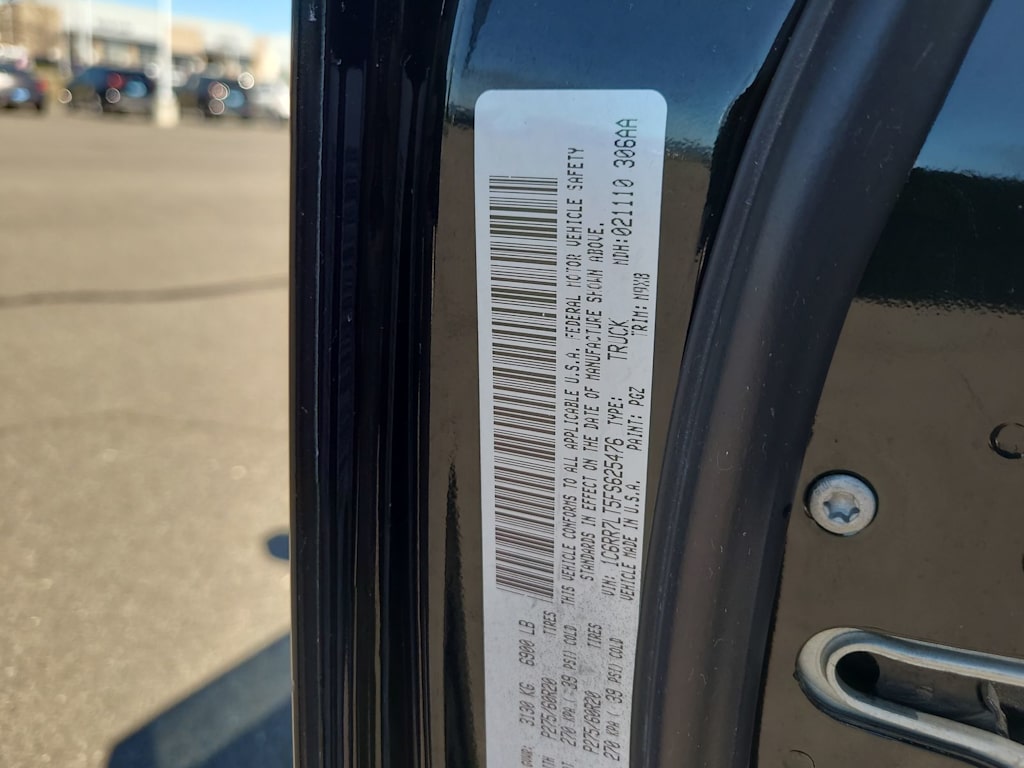 3130 KG 6900 LB
P275/60R20 TIRES
270 KPA/ 39 PSI) COLD
P275/60R20 TIRES
270 KPA/ 39 PSI) COLD
THIS VEHICLE CONFORMS TO ALL APPLICABLE U.S.A. FEDERAL MOTOR VEHICLE SAFETY
STANDARDS IN EFFECT ON THE DATE OF MANUFACTURE SHOWN ABOVE.
VIN: 1C6RR7LT5FS625476 TYPE: TRUCK MDH:021110 306AA
VEHICLE MADE IN U.S.A. PAINT: PGZ TRIM: M9X8